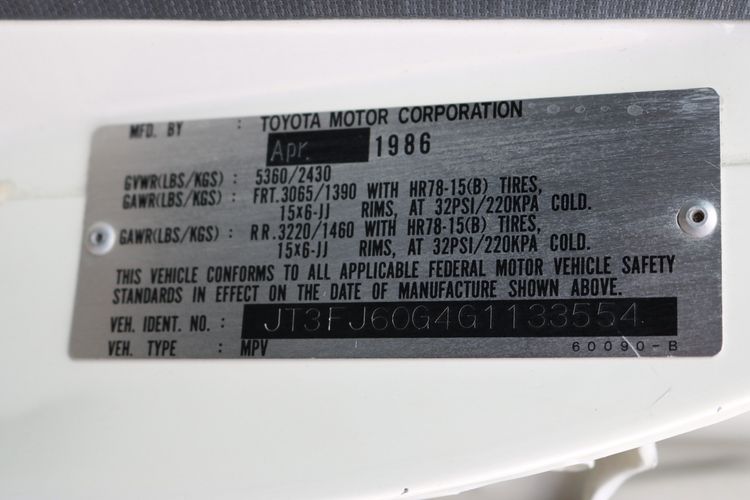 MFD. BY : TOYOTA MOTOR CORPORATION
Apr. 1986
GVWR(LBS/KGS) : 5360/2430
GAWR(LBS/KGS) : FRT.3065/1390 WITH HR78-15(B) TIRES,
15X6-JJ RIMS, AT 32PSI/220KPA COLD.
GAWR(LBS/KGS) : RR.3220/1460 WITH HR78-15(B) TIRES,
15X6-JJ RIMS, AT 32PSI/220KPA COLD.
THIS VEHICLE CONFORMS TO ALL APPLICABLE FEDERAL MOTOR VEHICLE SAFETY
STANDARDS IN EFFECT ON THE DATE OF MANUFACTURE SHOWN ABOVE.
VEH. IDENT. NO. : JT3FJ60G4G1133554
VEH. TYPE : MPV 60090-B